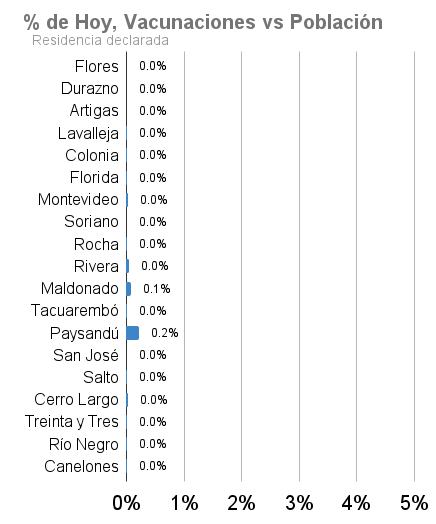 % de Hoy, Vacunaciones vs Población
Residencia declarada
Flores 0.0%
Durazno 0.0%
Artigas 0.0%
Lavalleja 0.0%
Colonia 0.0%
Florida 0.0%
Montevideo 0.0%
Soriano 0.0%
Rocha 0.0%
Rivera 0.0%
Maldonado 0.1%
Tacuarembó 0.0%
Paysandú 0.2%
San José 0.0%
Salto 0.0%
Cerro Largo 0.0%
Treinta y Tres 0.0%
Río Negro 0.0%
Canelones 0.0%
0% 1% 2% 3% 4% 5%